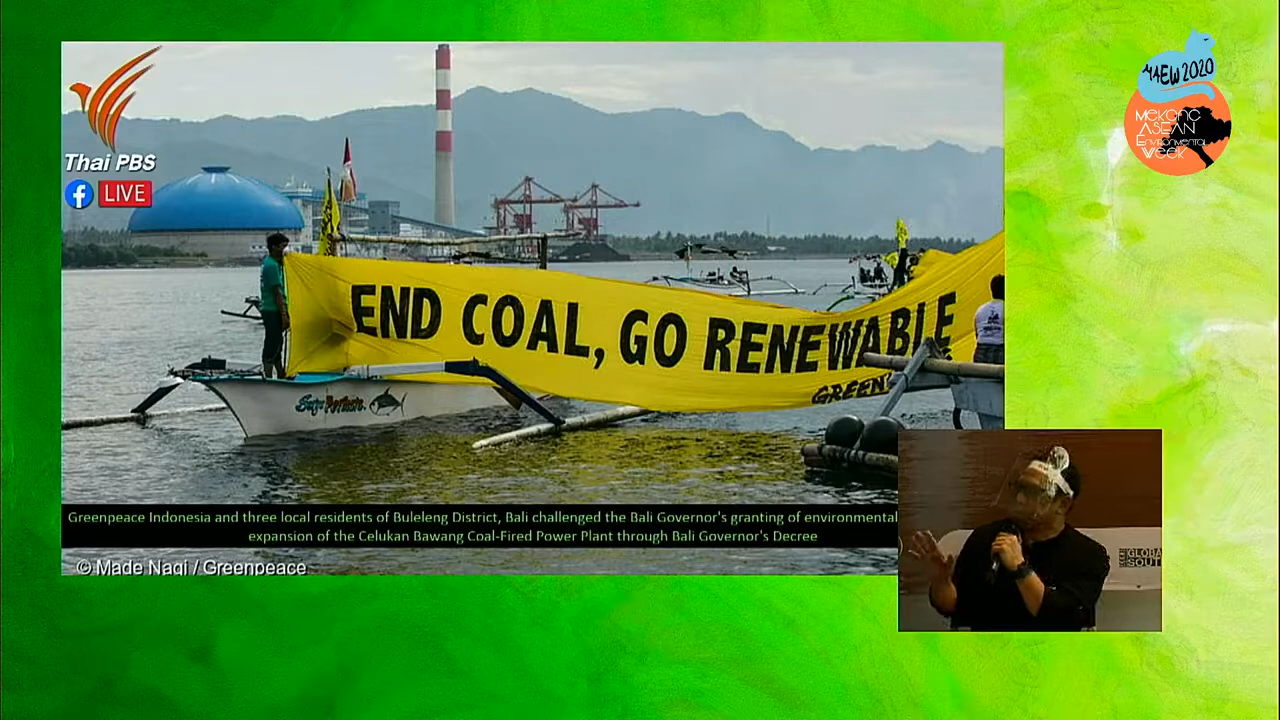 Thai PBS
LIVE
MAEW 2020
MEKONG
ASEAN
Environmental
Week
END COAL, GO RENEWABLE
GREEN
Greenpeace Indonesia and three local residents of Buleleng District, Bali challenged the Bali Governor's granting of environmental
expansion of the Celukan Bawang Coal-Fired Power Plant through Bali Governor's Decree
© Made Nagi / Greenpeace
GLOBAL
SOUTH